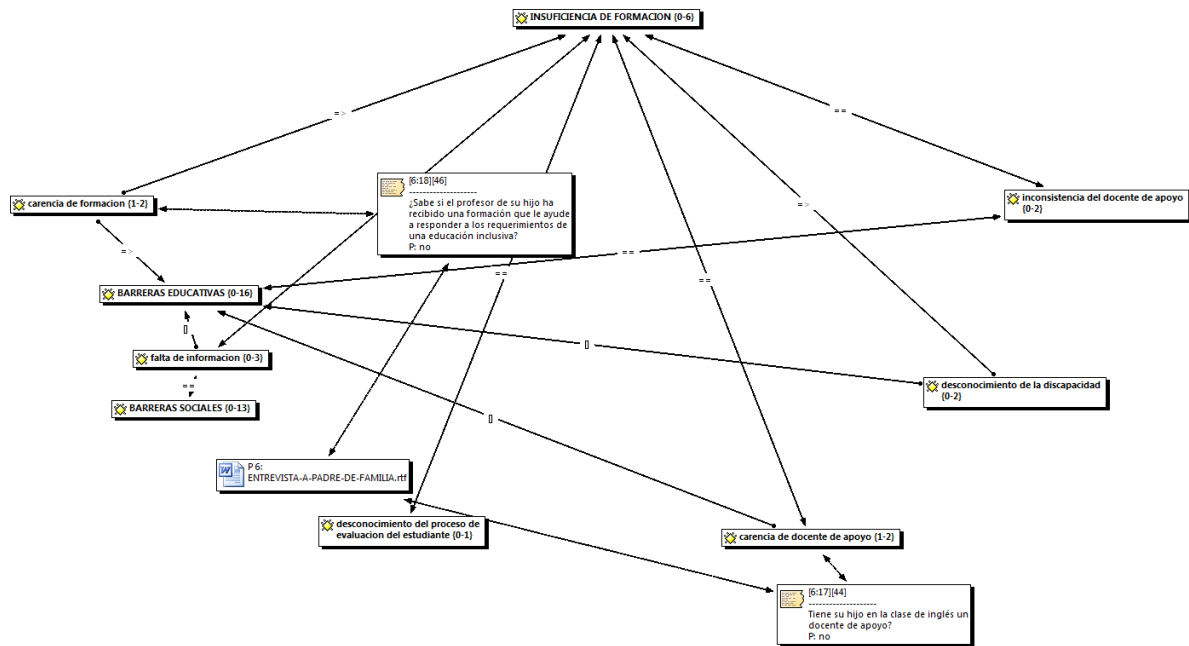 INSUFICIENCIA DE FORMACION {0-6}
=>
==
[6:18][46]
--------------------
¿Sabe si el profesor de su hijo ha
recibido una formación que le ayude
a responder a los requerimientos de
una educación inclusiva?
P: no
carencia de formacion {1-2}
inconsistencia del docente de apoyo
{0-2}
=>
=>
==
==
==
BARRERAS EDUCATIVAS {0-16}
[]
[]
falta de informacion {0-3}
==
desconocimiento de la discapacidad
{0-2}
BARRERAS SOCIALES {0-13}
[]
P 6:
ENTREVISTA-A-PADRE-DE-FAMILIA.rtf
desconocimiento del proceso de
evaluacion del estudiante {0-1}
carencia de docente de apoyo {1-2}
[6:17][44]
--------------------
Tiene su hijo en la clase de inglés un
docente de apoyo?
P: no